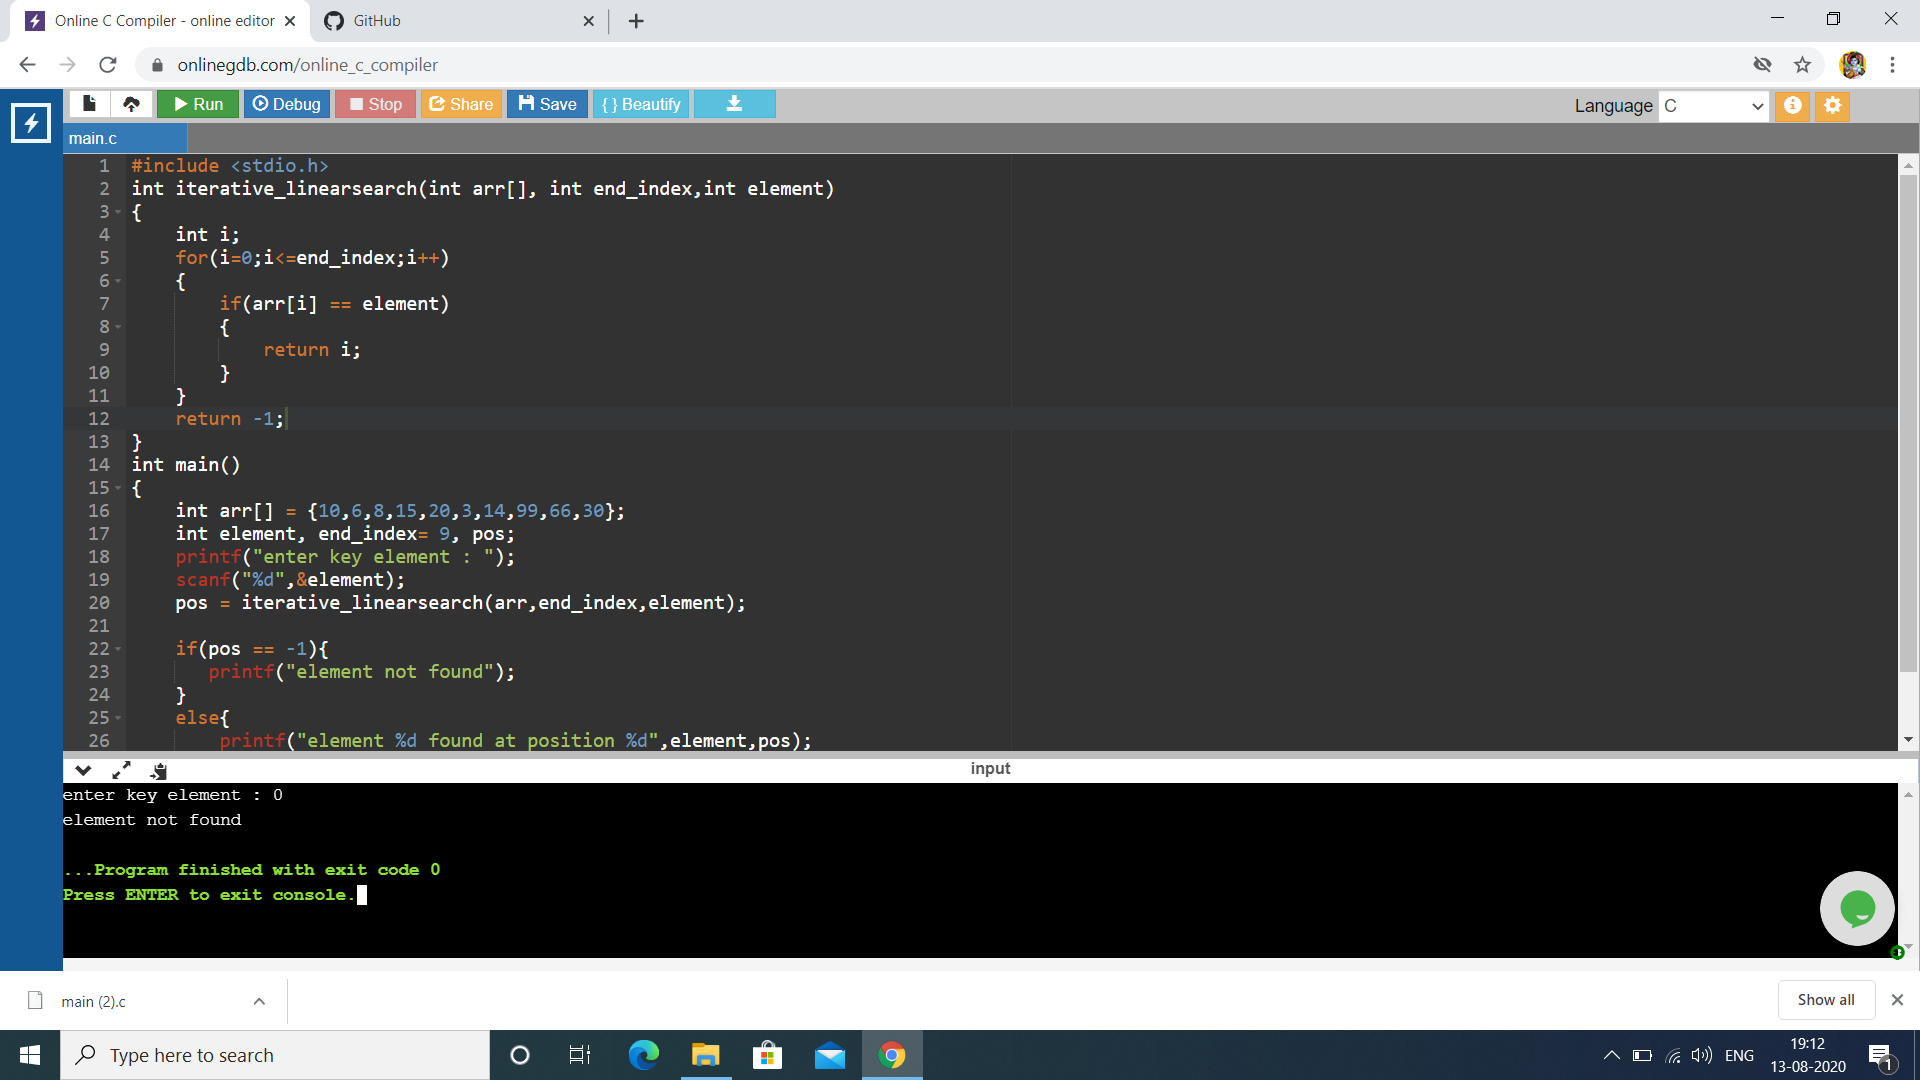 Online C Compiler - online editor
GitHub
onlinegdb.com/online_c_compiler
Run Debug Stop Share Save { } Beautify
Language C
main.c
1 #include <stdio.h>
2 int iterative_linearsearch(int arr[], int end_index,int element)
3 {
4     int i;
5     for(i=0;i<=end_index;i++)
6     {
7         if(arr[i] == element)
8         {
9             return i;
10         }
11     }
12     return -1;
13 }
14 int main()
15 {
16     int arr[] = {10,6,8,15,20,3,14,99,66,30};
17     int element, end_index= 9, pos;
18     printf("enter key element : ");
19     scanf("%d",&element);
20     pos = iterative_linearsearch(arr,end_index,element);
21
22     if(pos == -1){
23        printf("element not found");
24     }
25     else{
26         printf("element %d found at position %d",element,pos);
input
enter key element : 0
element not found
...Program finished with exit code 0
Press ENTER to exit console.
main (2).c
Show all
Type here to search
ENG
19:12
13-08-2020
1